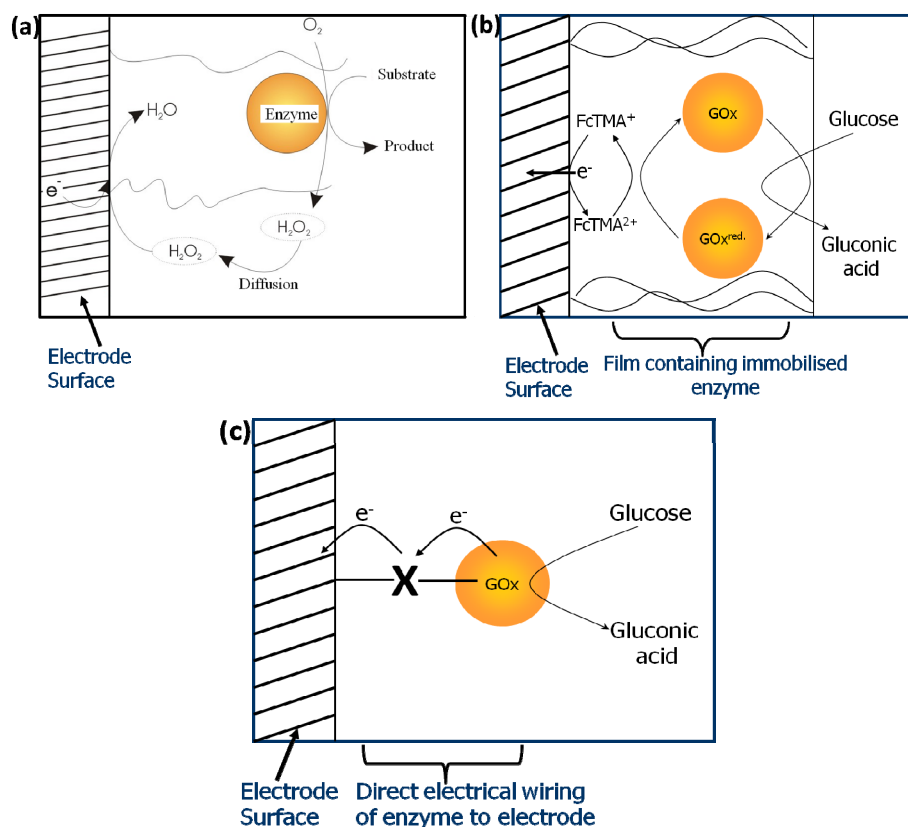 (a)
O₂
Substrate
Enzyme
H₂O
Product
e⁻
H₂O₂
H₂O₂
Diffusion
Electrode
Surface
(b)
FcTMA⁺
GOx
Glucose
e⁻
FcTMA²⁺
GOxʳᵉᵈ·
Gluconic
acid
Electrode
Surface
Film containing immobilised
enzyme
(c)
e⁻
e⁻
Glucose
X
GOx
Gluconic
acid
Electrode
Surface
Direct electrical wiring
of enzyme to electrode